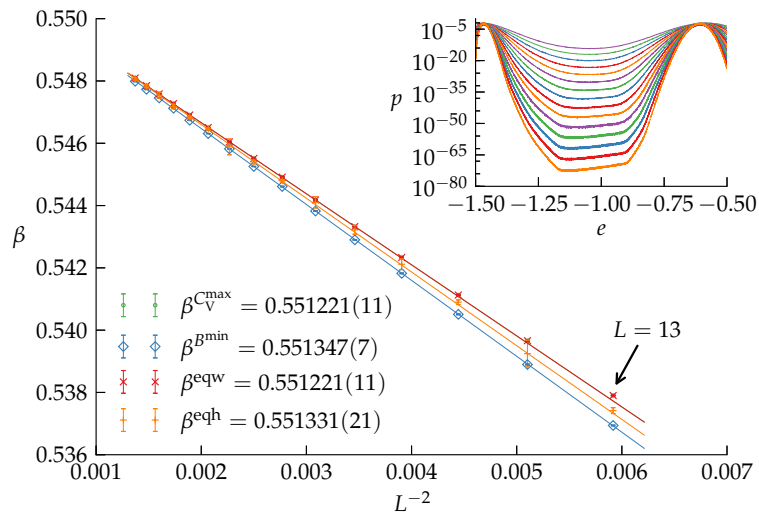 0.550
0.548
0.546
0.544
0.542
0.540
0.538
0.536
β
0.001 0.002 0.003 0.004 0.005 0.006 0.007
L⁻²
β^{C_V^{max}} = 0.551221(11)
β^{B^{min}} = 0.551347(7)
β^{eqw} = 0.551221(11)
β^{eqh} = 0.551331(21)
L = 13
10⁻⁵
10⁻²⁰
10⁻³⁵
10⁻⁵⁰
10⁻⁶⁵
10⁻⁸⁰
p
−1.50 −1.25 −1.00 −0.75 −0.50
e